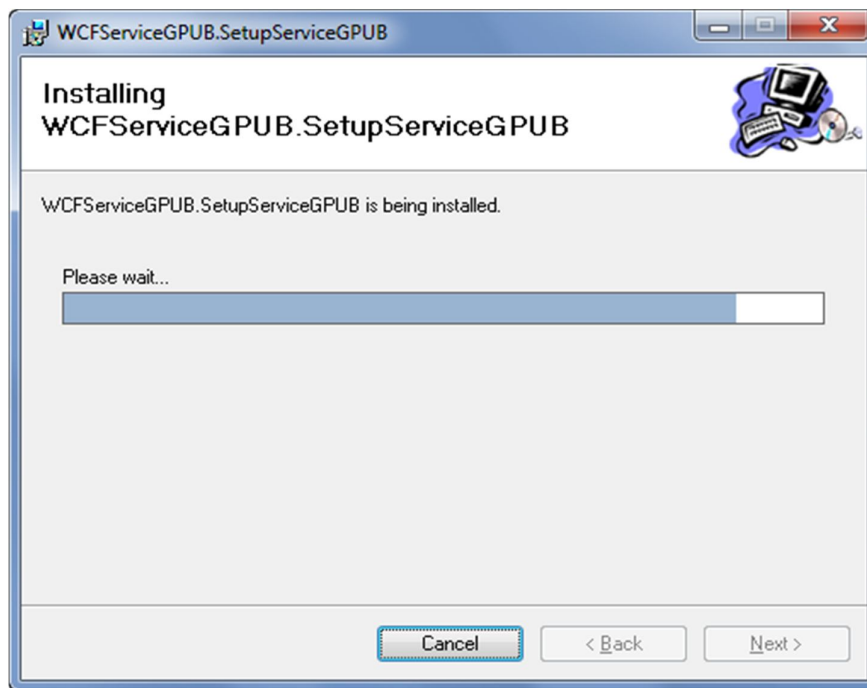 WCFServiceGPUB.SetupServiceGPUB
Installing
WCFServiceGPUB.SetupServiceGPUB
WCFServiceGPUB.SetupServiceGPUB is being installed.
Please wait...
Cancel
< Back
Next >